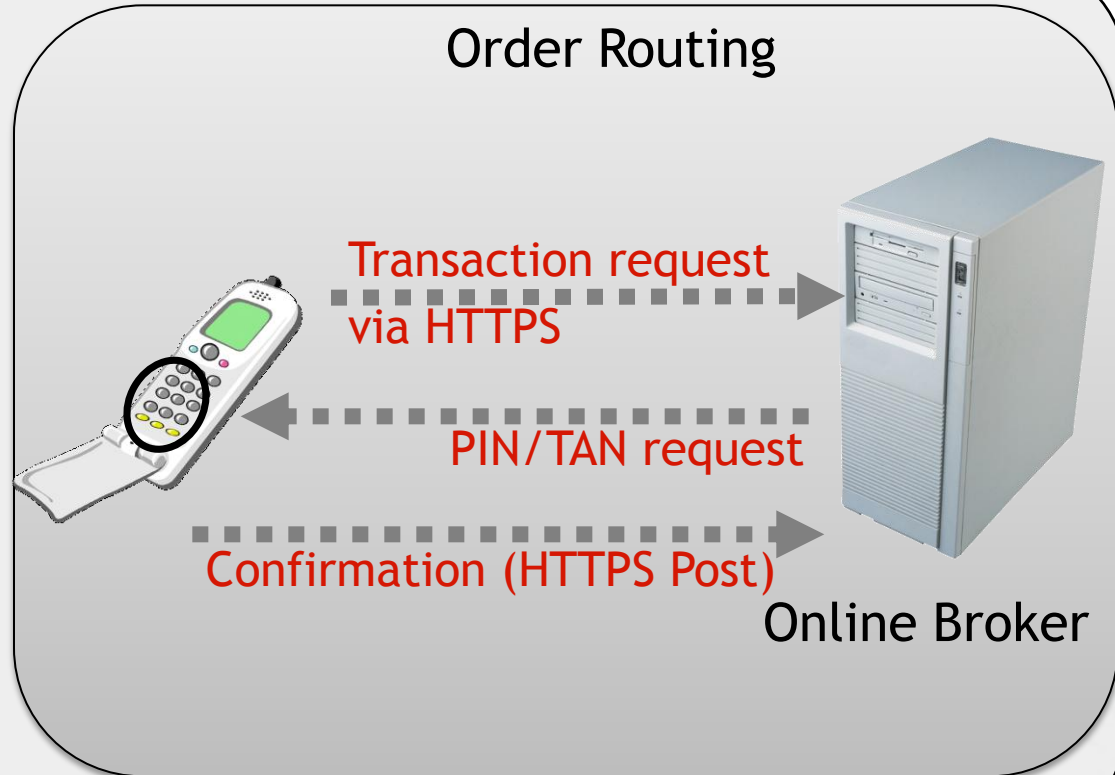 Order Routing
Transaction request
via HTTPS
PIN/TAN request
Confirmation (HTTPS Post)
Online Broker